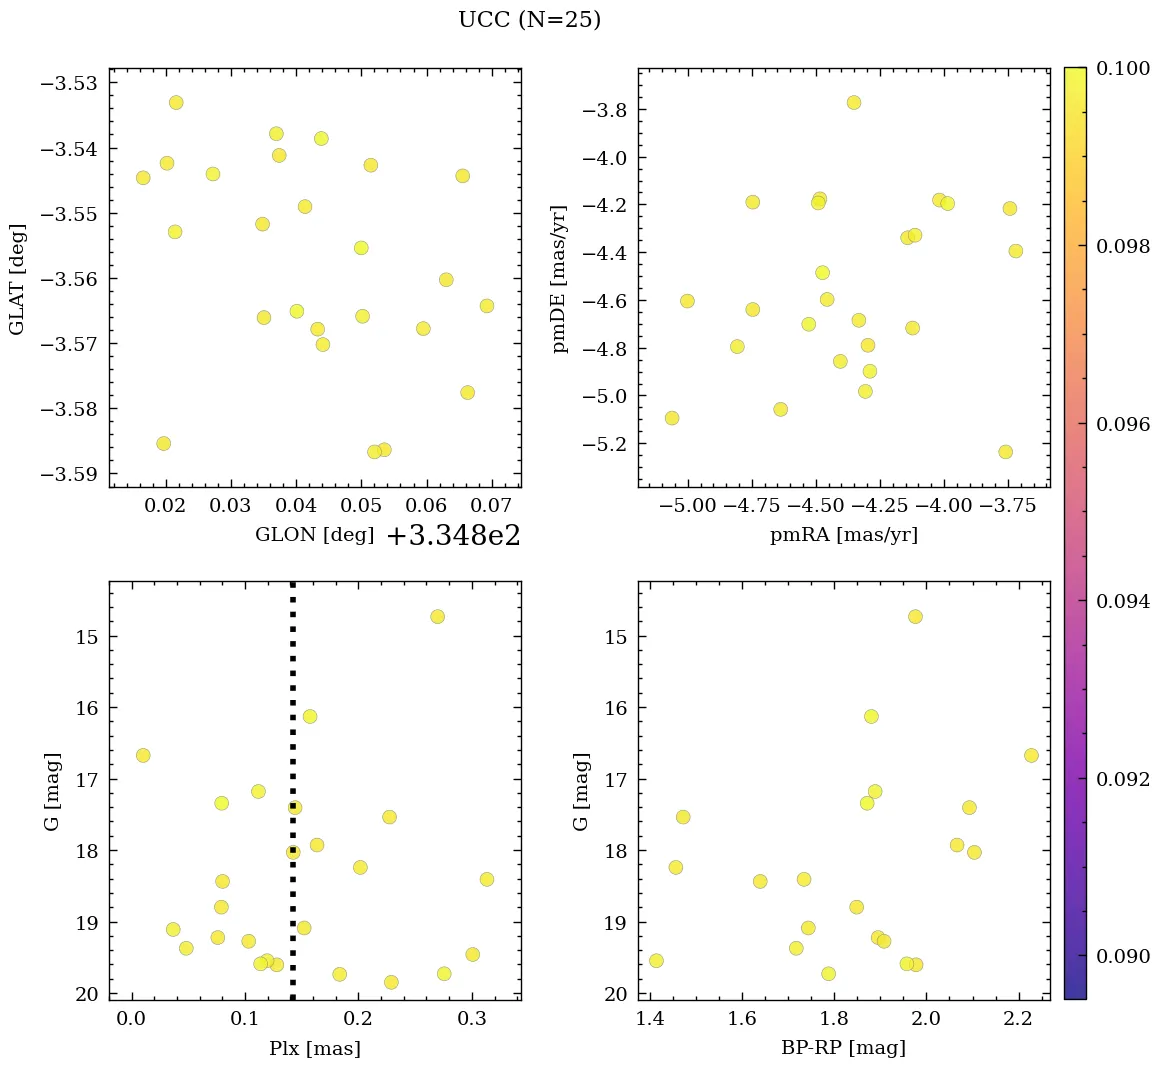 UCC (N=25)
−3.53
−3.54
−3.55
−3.56
−3.57
−3.58
−3.59
GLAT [deg]
0.02 0.03 0.04 0.05 0.06 0.07
GLON [deg] +3.348e2
−3.8
−4.0
−4.2
−4.4
−4.6
−4.8
−5.0
−5.2
pmDE [mas/yr]
−5.00 −4.75 −4.50 −4.25 −4.00 −3.75
pmRA [mas/yr]
0.100
0.098
0.096
0.094
0.092
0.090
15
16
17
18
19
20
G [mag]
0.0 0.1 0.2 0.3
Plx [mas]
15
16
17
18
19
20
G [mag]
1.4 1.6 1.8 2.0 2.2
BP-RP [mag]